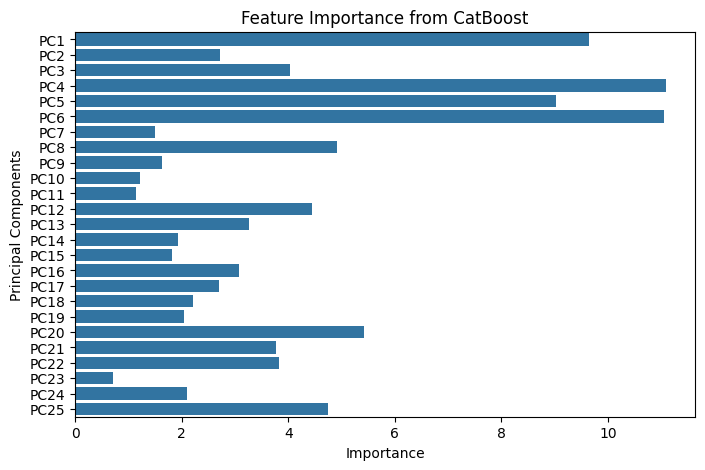 Feature Importance from CatBoost
Principal Components
PC1
PC2
PC3
PC4
PC5
PC6
PC7
PC8
PC9
PC10
PC11
PC12
PC13
PC14
PC15
PC16
PC17
PC18
PC19
PC20
PC21
PC22
PC23
PC24
PC25
0 2 4 6 8 10
Importance